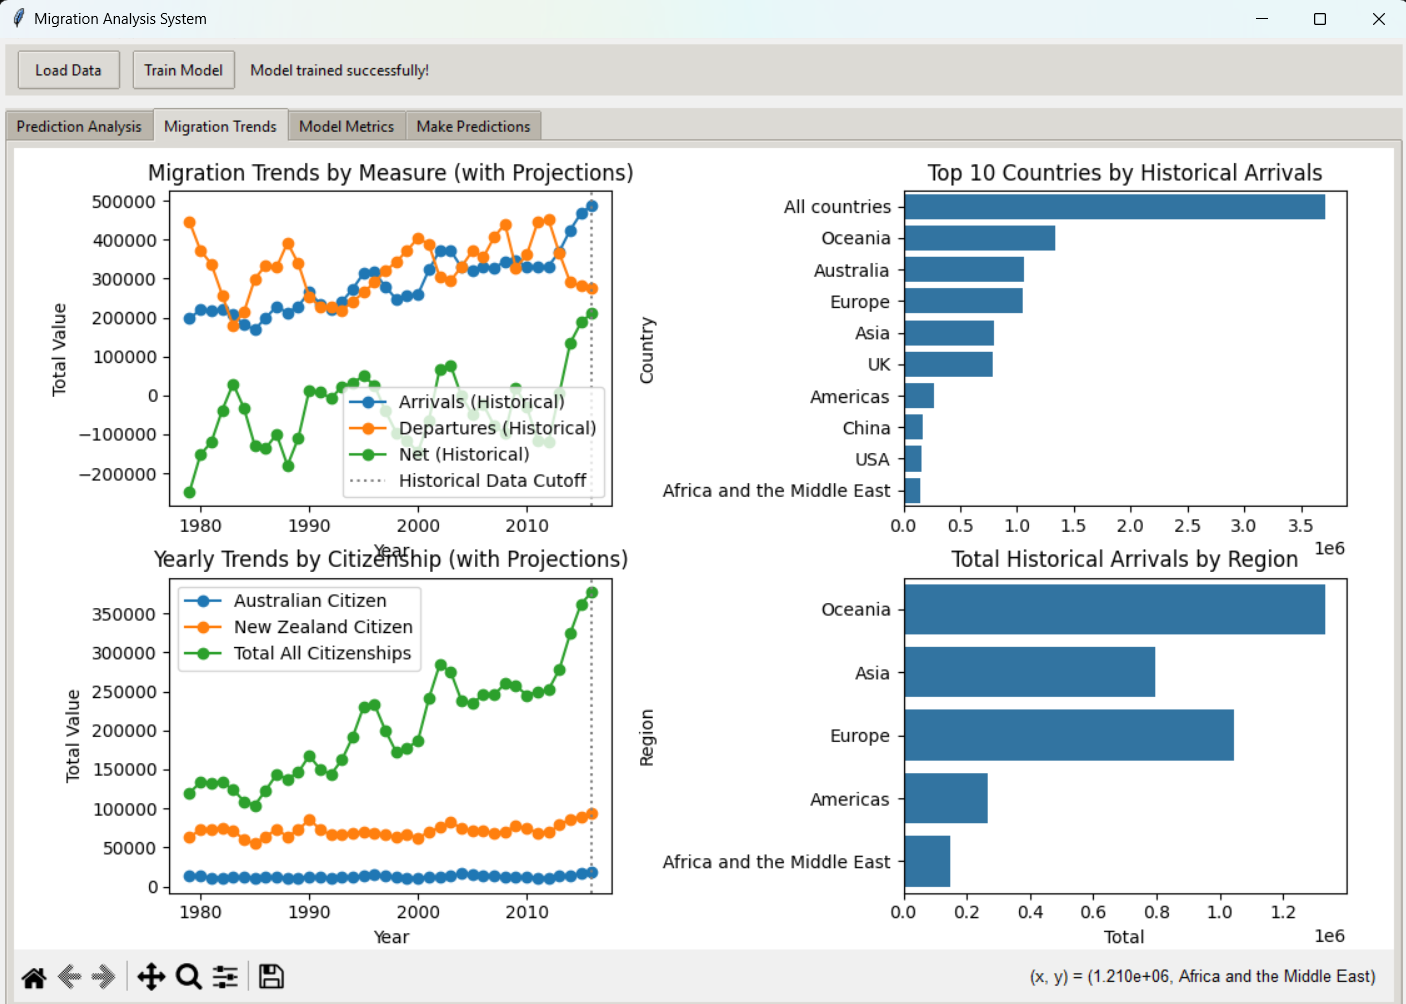 Migration Analysis System
Load Data
Train Model
Model trained successfully!
Prediction Analysis
Migration Trends
Model Metrics
Make Predictions
Migration Trends by Measure (with Projections)
Total Value
500000
400000
300000
200000
100000
0
−100000
−200000
1980
1990
2000
2010
Year
Arrivals (Historical)
Departures (Historical)
Net (Historical)
Historical Data Cutoff
Top 10 Countries by Historical Arrivals
Country
All countries
Oceania
Australia
Europe
Asia
UK
Americas
China
USA
Africa and the Middle East
0.0
0.5
1.0
1.5
2.0
2.5
3.0
3.5
1e6
Yearly Trends by Citizenship (with Projections)
Total Value
350000
300000
250000
200000
150000
100000
50000
0
1980
1990
2000
2010
Year
Australian Citizen
New Zealand Citizen
Total All Citizenships
Total Historical Arrivals by Region
Region
Oceania
Asia
Europe
Americas
Africa and the Middle East
0.0
0.2
0.4
0.6
0.8
1.0
1.2
1e6
Total
(x, y) = (1.210e+06, Africa and the Middle East)